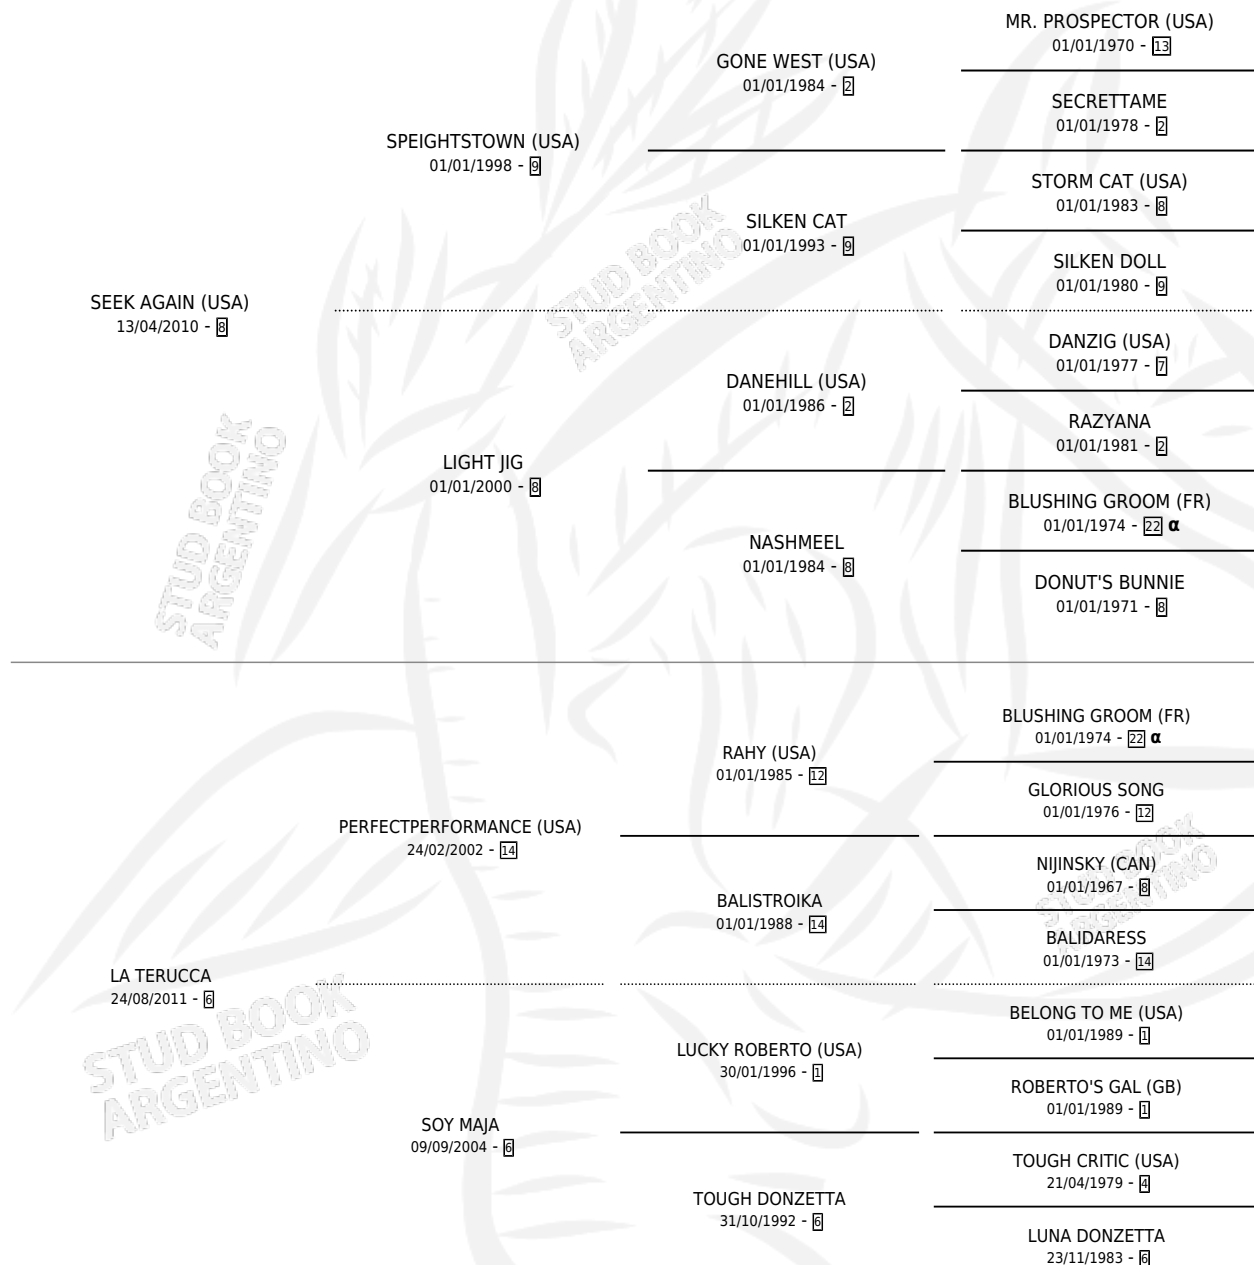 MR. PROSPECTOR (USA)
01/01/1970 - 13
GONE WEST (USA)
01/01/1984 - 2
SECRETTAME
01/01/1978 - 2
SPEIGHTSTOWN (USA)
01/01/1998 - 9
STORM CAT (USA)
01/01/1983 - 8
SILKEN CAT
01/01/1993 - 9
SILKEN DOLL
01/01/1980 - 9
SEEK AGAIN (USA)
13/04/2010 - 8
DANZIG (USA)
01/01/1977 - 7
DANEHILL (USA)
01/01/1986 - 2
RAZYANA
01/01/1981 - 2
LIGHT JIG
01/01/2000 - 8
BLUSHING GROOM (FR)
01/01/1974 - 22 α
NASHMEEL
01/01/1984 - 8
DONUT'S BUNNIE
01/01/1971 - 8
BLUSHING GROOM (FR)
01/01/1974 - 22 α
RAHY (USA)
01/01/1985 - 12
GLORIOUS SONG
01/01/1976 - 12
PERFECTPERFORMANCE (USA)
24/02/2002 - 14
NIJINSKY (CAN)
01/01/1967 - 8
BALISTROIKA
01/01/1988 - 14
BALIDARESS
01/01/1973 - 14
LA TERUCCA
24/08/2011 - 6
BELONG TO ME (USA)
01/01/1989 - 1
LUCKY ROBERTO (USA)
30/01/1996 - 1
ROBERTO'S GAL (GB)
01/01/1989 - 1
SOY MAJA
09/09/2004 - 6
TOUGH CRITIC (USA)
21/04/1979 - 4
TOUGH DONZETTA
31/10/1992 - 6
LUNA DONZETTA
23/11/1983 - 6
STUD BOOK
ARGENTINO
STUD BOOK
ARGENTINO
STUD BOOK
ARGENTINO
STUD BOOK
ARGENTINO